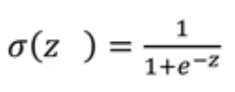 σ(z ) = 1 / 1+e^{-z}